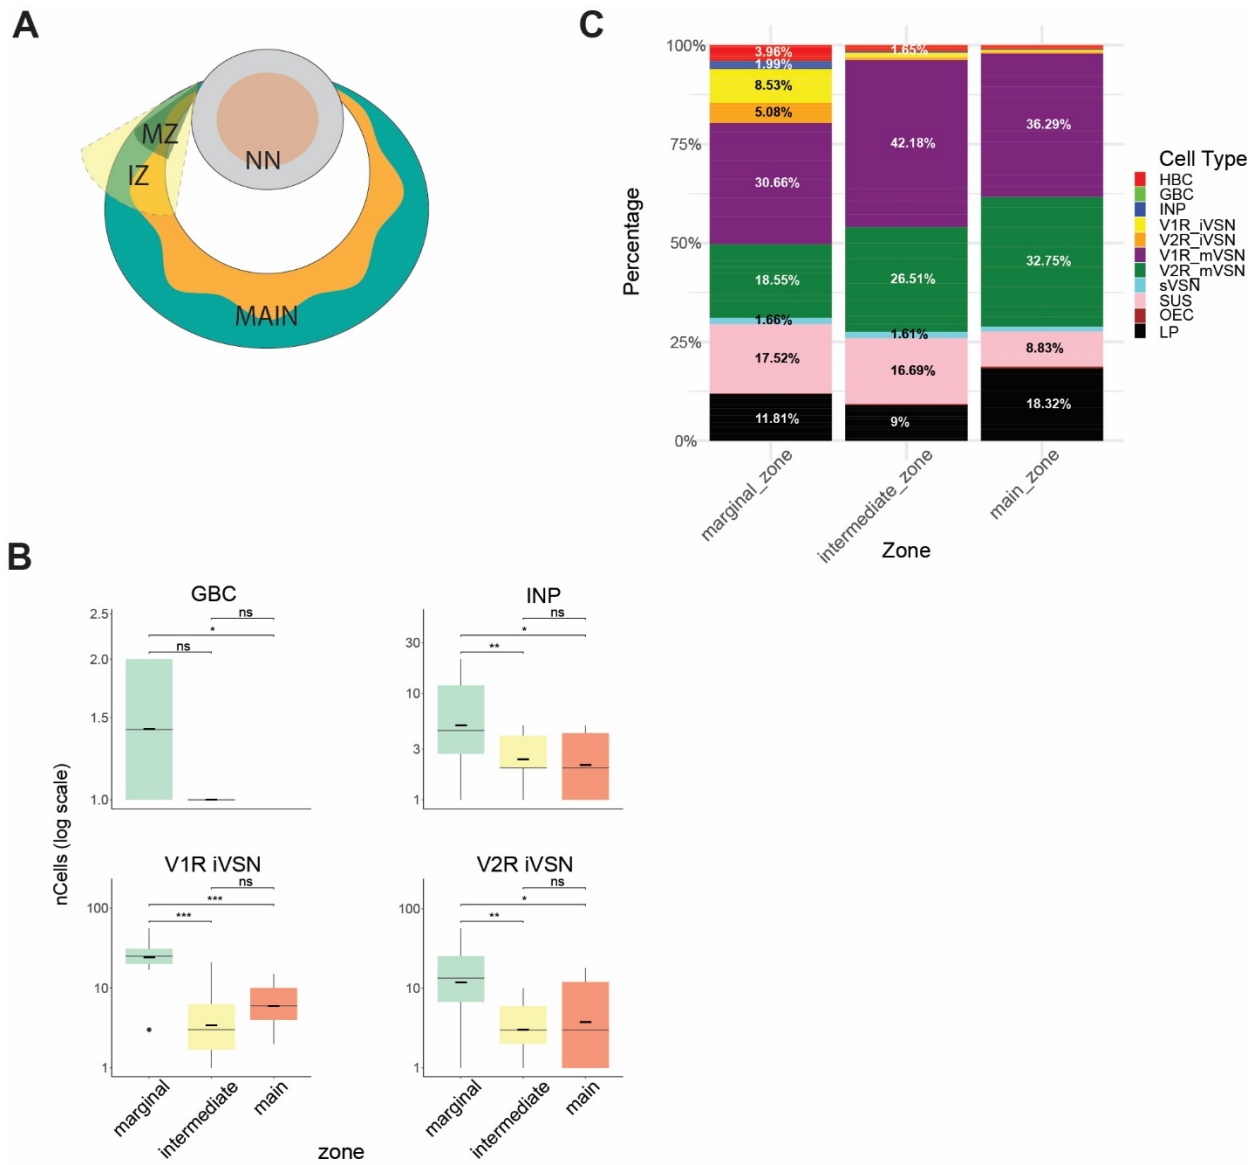 A
MZ
IZ
NN
MAIN
C
100%
75%
50%
25%
0%
Percentage
3.96%
1.99%
8.53%
5.08%
30.66%
18.55%
1.66%
17.52%
11.81%
1.65%
42.18%
26.51%
1.61%
16.69%
9%
36.29%
32.75%
8.83%
18.32%
marginal_zone
intermediate_zone
main_zone
Zone
Cell Type
HBC
GBC
INP
V1R_iVSN
V2R_iVSN
V1R_mVSN
V2R_mVSN
sVSN
SUS
OEC
LP
B
nCells (log scale)
GBC
2.5
2.0
1.5
1.0
ns
*
ns
INP
30
10
3
1
ns
*
**
V1R iVSN
100
10
1
ns
***
***
marginal
intermediate
main
V2R iVSN
100
10
1
ns
*
**
marginal
intermediate
main
zone